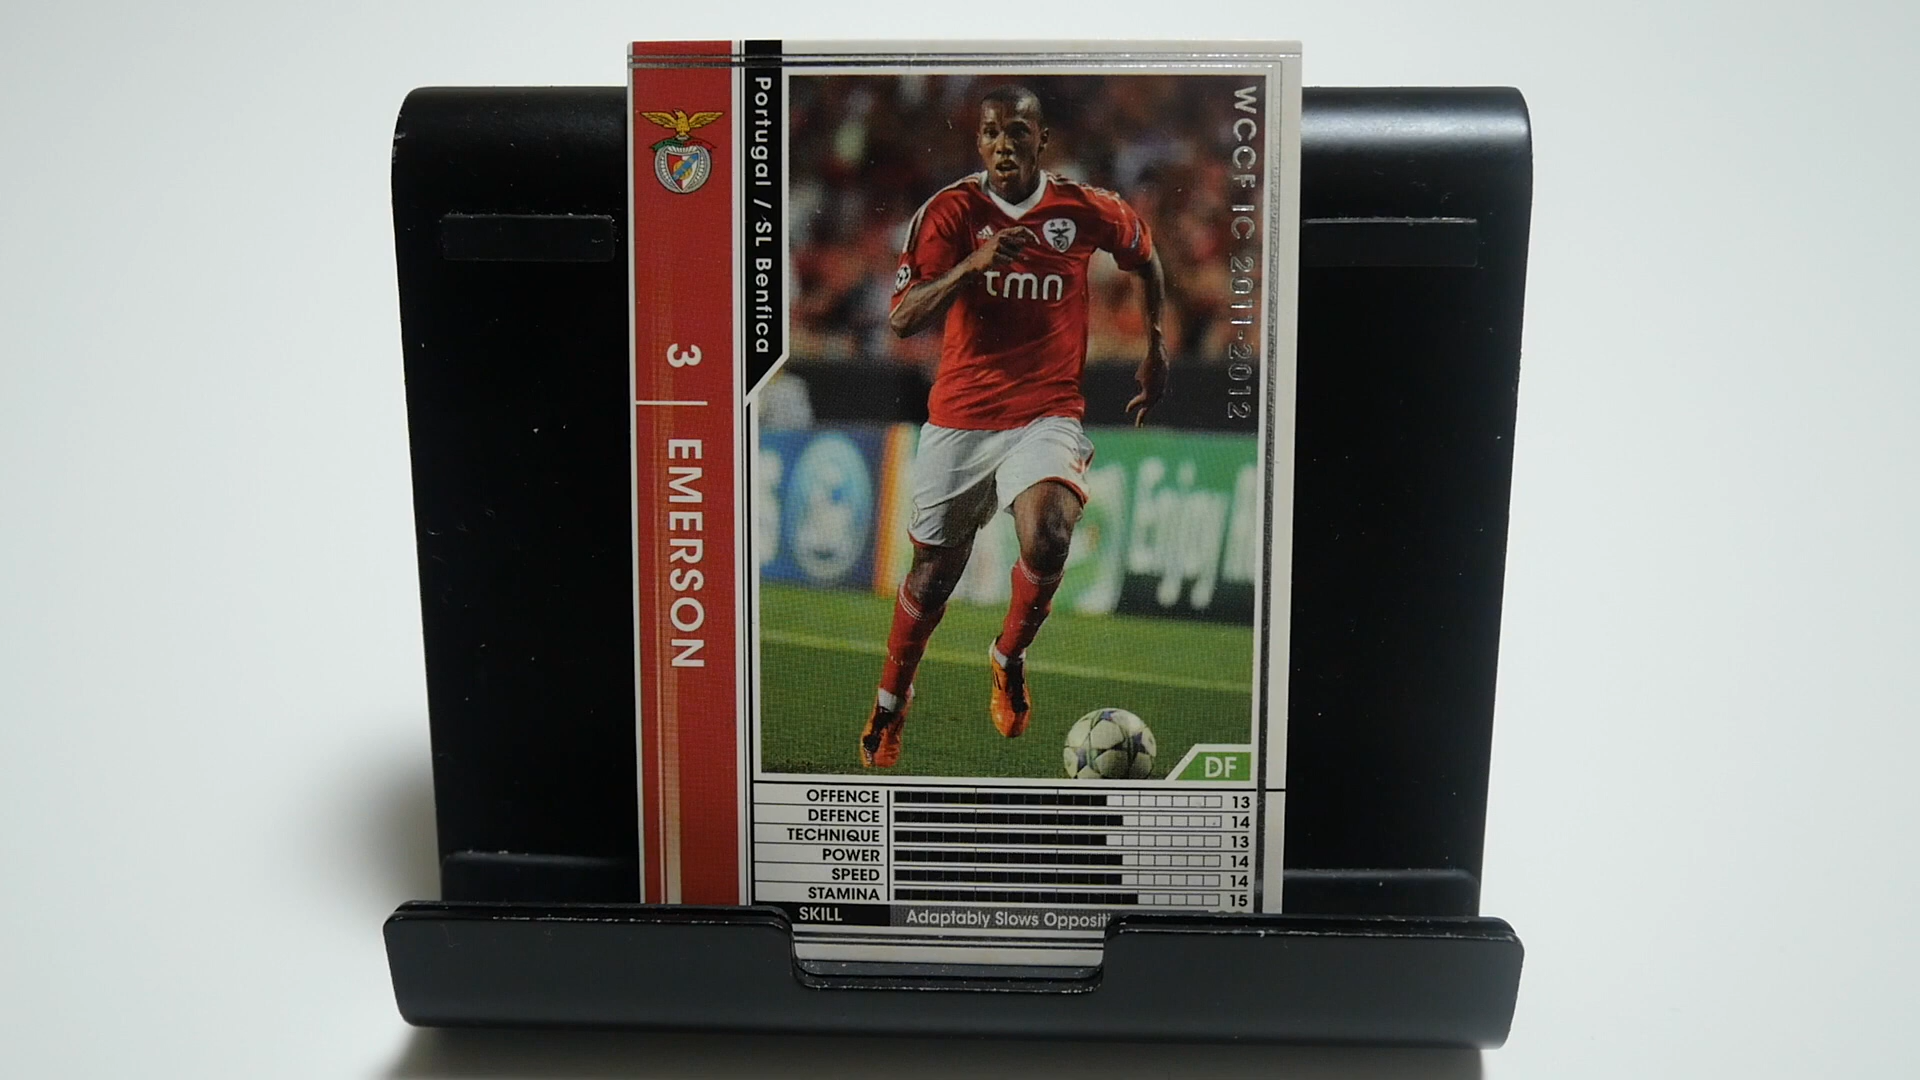 Portugal / SL Benfica
WCCF IC 2011-2012
3
EMERSON
tmn
Enjoy
DF
OFFENCE 13
DEFENCE 14
TECHNIQUE 13
POWER 14
SPEED 14
STAMINA 15
SKILL Adaptably Slows